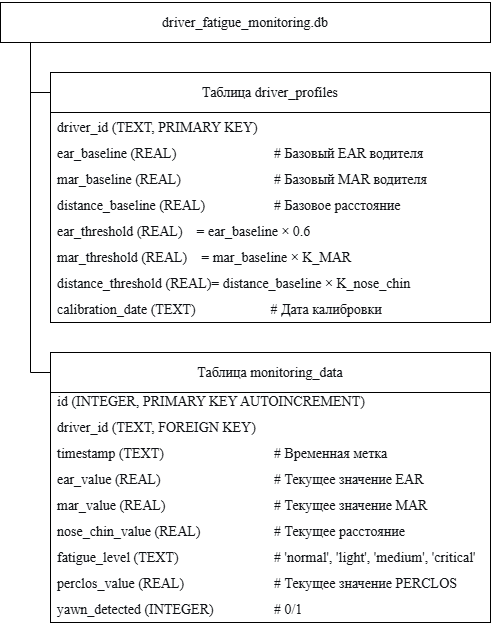 driver_fatigue_monitoring.db
Таблица driver_profiles
driver_id (TEXT, PRIMARY KEY)
ear_baseline (REAL) # Базовый EAR водителя
mar_baseline (REAL) # Базовый MAR водителя
distance_baseline (REAL) # Базовое расстояние
ear_threshold (REAL) = ear_baseline × 0.6
mar_threshold (REAL) = mar_baseline × K_MAR
distance_threshold (REAL)= distance_baseline × K_nose_chin
calibration_date (TEXT) # Дата калибровки
Таблица monitoring_data
id (INTEGER, PRIMARY KEY AUTOINCREMENT)
driver_id (TEXT, FOREIGN KEY)
timestamp (TEXT) # Временная метка
ear_value (REAL) # Текущее значение EAR
mar_value (REAL) # Текущее значение MAR
nose_chin_value (REAL) # Текущее расстояние
fatigue_level (TEXT) # 'normal', 'light', 'medium', 'critical'
perclos_value (REAL) # Текущее значение PERCLOS
yawn_detected (INTEGER) # 0/1